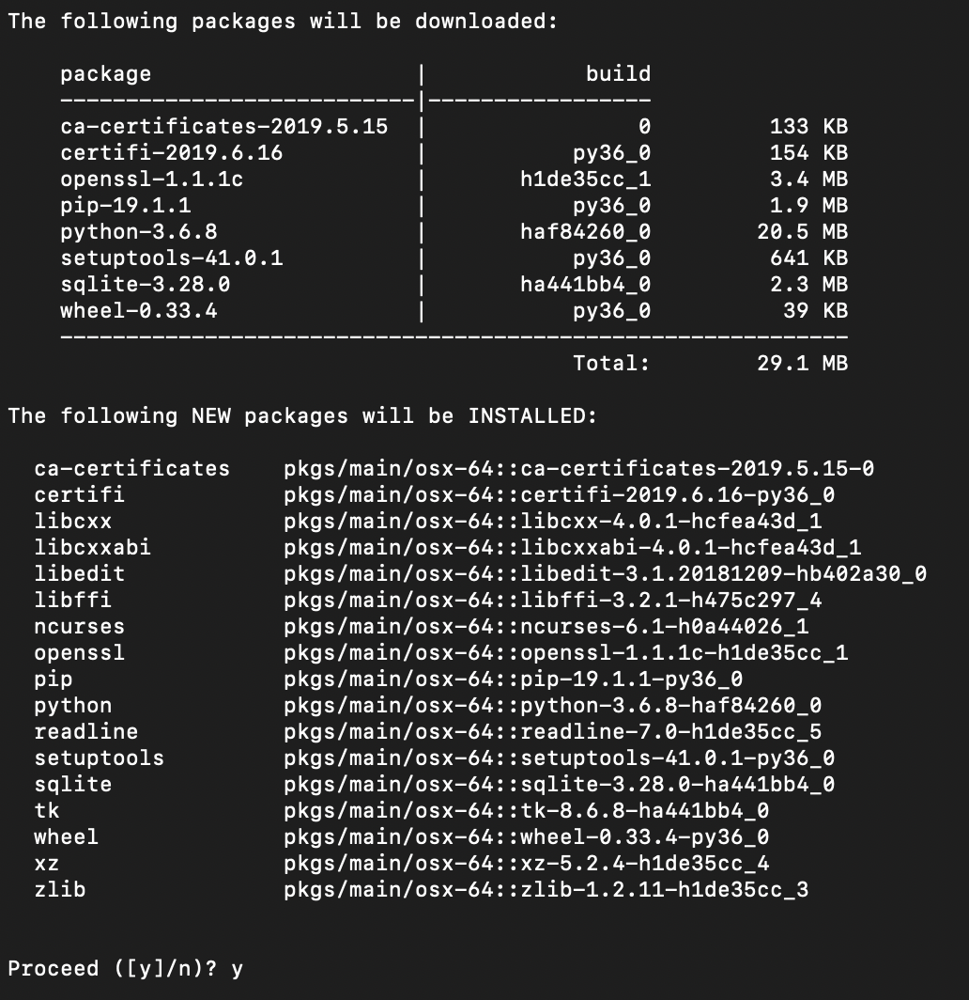 The following packages will be downloaded:

    package                    |            build
    ---------------------------|-----------------
    ca-certificates-2019.5.15  |                0         133 KB
    certifi-2019.6.16          |           py36_0         154 KB
    openssl-1.1.1c             |       h1de35cc_1         3.4 MB
    pip-19.1.1                 |           py36_0         1.9 MB
    python-3.6.8               |       haf84260_0        20.5 MB
    setuptools-41.0.1          |           py36_0         641 KB
    sqlite-3.28.0              |       ha441bb4_0         2.3 MB
    wheel-0.33.4               |           py36_0          39 KB
    ------------------------------------------------------------
                                           Total:        29.1 MB

The following NEW packages will be INSTALLED:

  ca-certificates    pkgs/main/osx-64::ca-certificates-2019.5.15-0
  certifi            pkgs/main/osx-64::certifi-2019.6.16-py36_0
  libcxx             pkgs/main/osx-64::libcxx-4.0.1-hcfea43d_1
  libcxxabi          pkgs/main/osx-64::libcxxabi-4.0.1-hcfea43d_1
  libedit            pkgs/main/osx-64::libedit-3.1.20181209-hb402a30_0
  libffi             pkgs/main/osx-64::libffi-3.2.1-h475c297_4
  ncurses            pkgs/main/osx-64::ncurses-6.1-h0a44026_1
  openssl            pkgs/main/osx-64::openssl-1.1.1c-h1de35cc_1
  pip                pkgs/main/osx-64::pip-19.1.1-py36_0
  python             pkgs/main/osx-64::python-3.6.8-haf84260_0
  readline           pkgs/main/osx-64::readline-7.0-h1de35cc_5
  setuptools         pkgs/main/osx-64::setuptools-41.0.1-py36_0
  sqlite             pkgs/main/osx-64::sqlite-3.28.0-ha441bb4_0
  tk                 pkgs/main/osx-64::tk-8.6.8-ha441bb4_0
  wheel              pkgs/main/osx-64::wheel-0.33.4-py36_0
  xz                 pkgs/main/osx-64::xz-5.2.4-h1de35cc_4
  zlib               pkgs/main/osx-64::zlib-1.2.11-h1de35cc_3

Proceed ([y]/n)? y